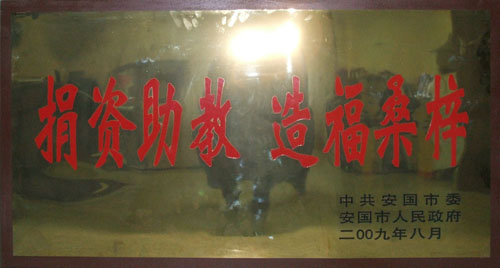 捐资助教 造福桑梓
中共安国市委
安国市人民政府
二00九年八月